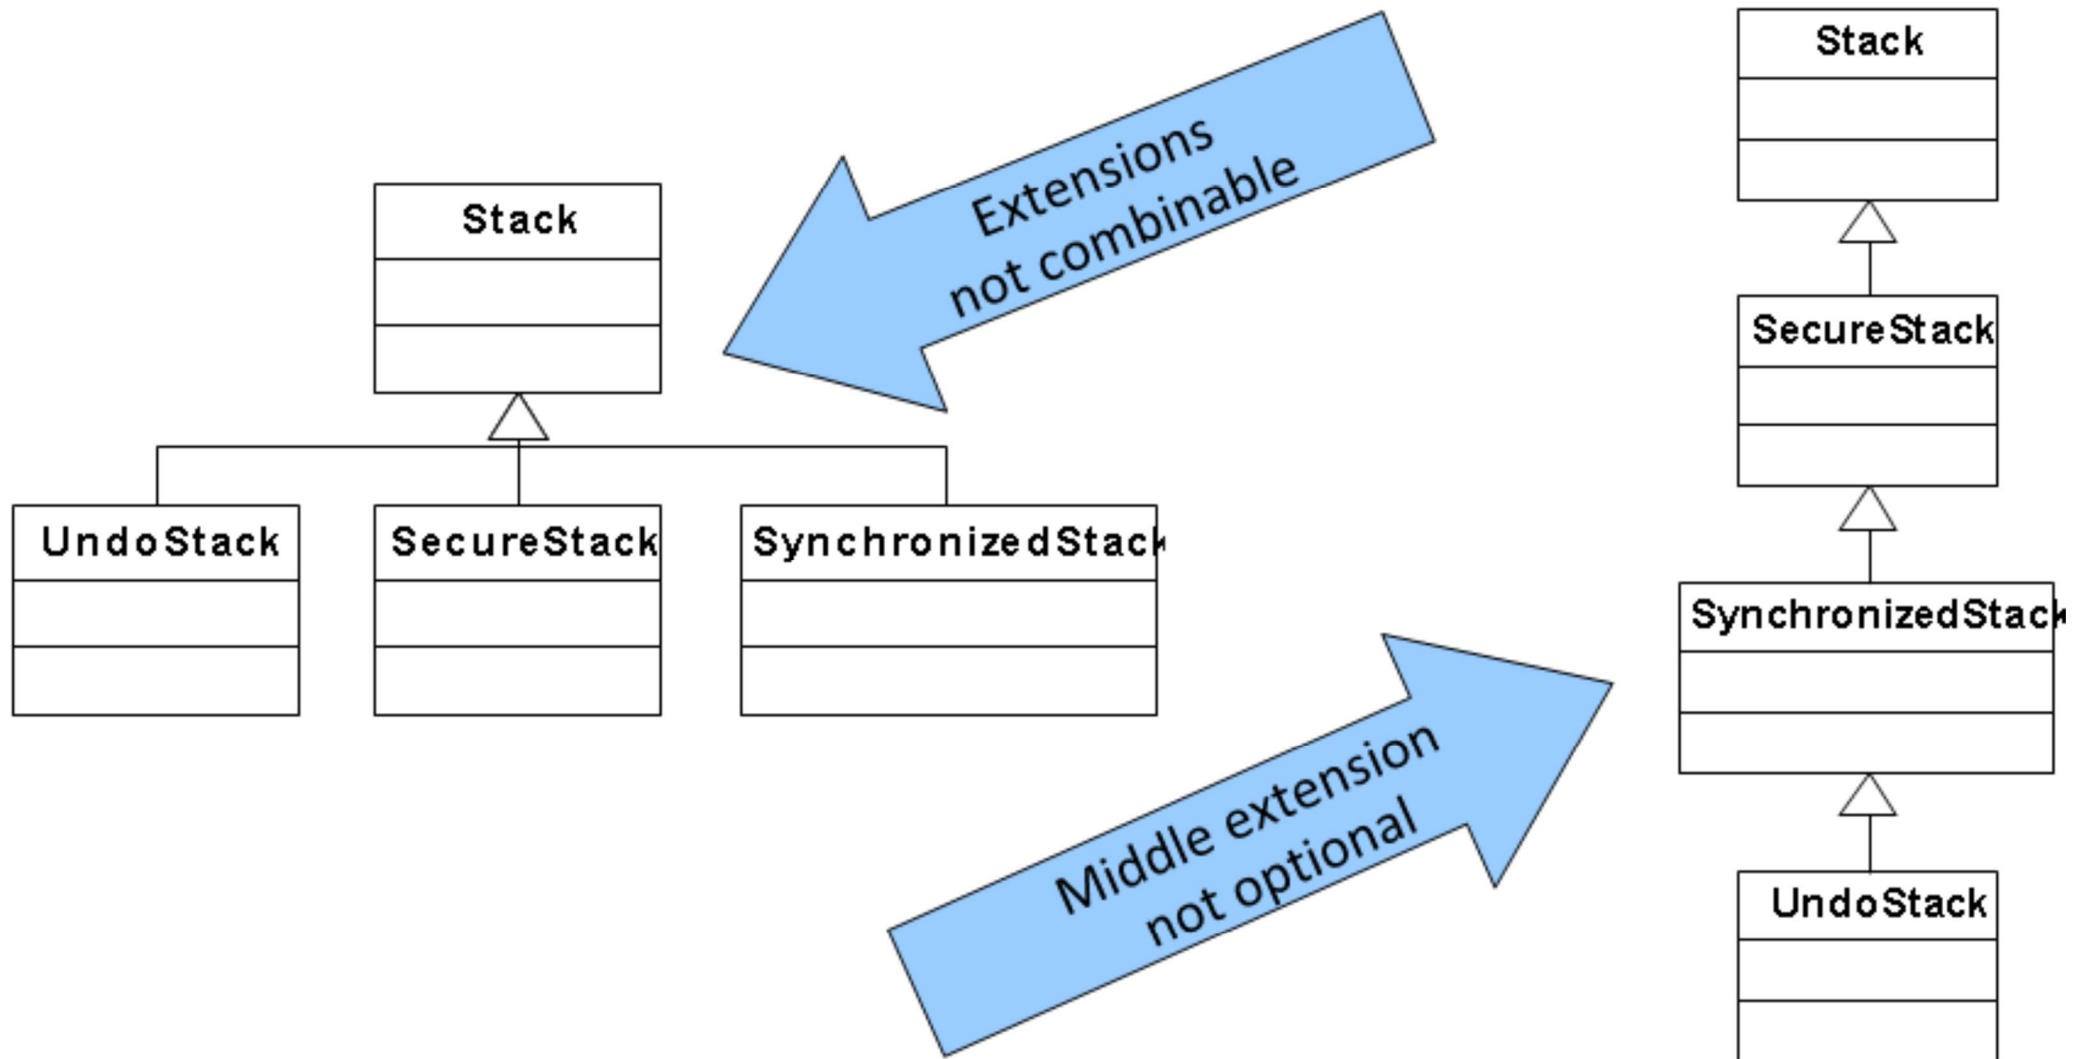 Stack
Extensions
not combinable
Stack
SecureStack
UndoStack
SecureStack
SynchronizedStack
SynchronizedStack
Middle extension
not optional
UndoStack